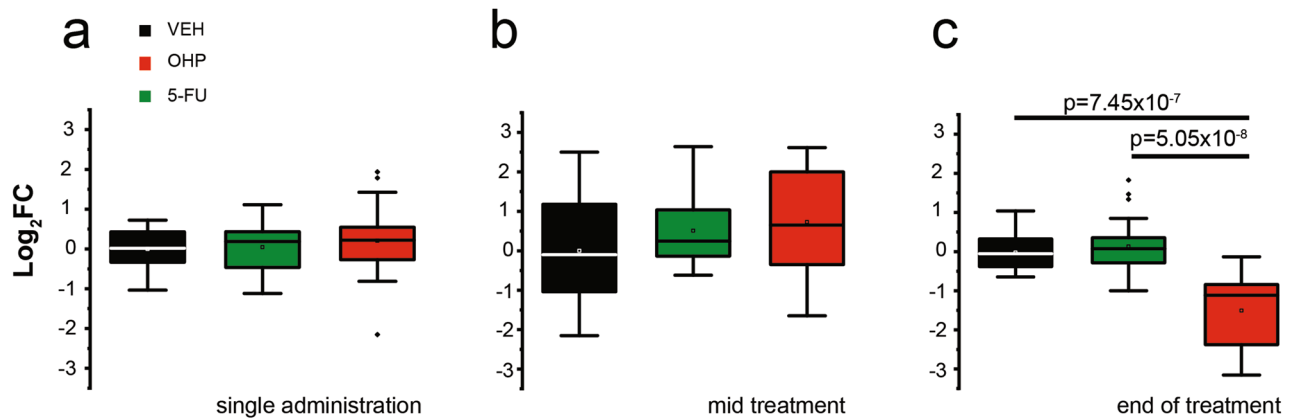 a
VEH
OHP
5-FU
Log₂FC
3
2
1
0
-1
-2
-3
single administration
b
3
2
1
0
-1
-2
-3
mid treatment
c
p=7.45x10⁻⁷
p=5.05x10⁻⁸
3
2
1
0
-1
-2
-3
end of treatment